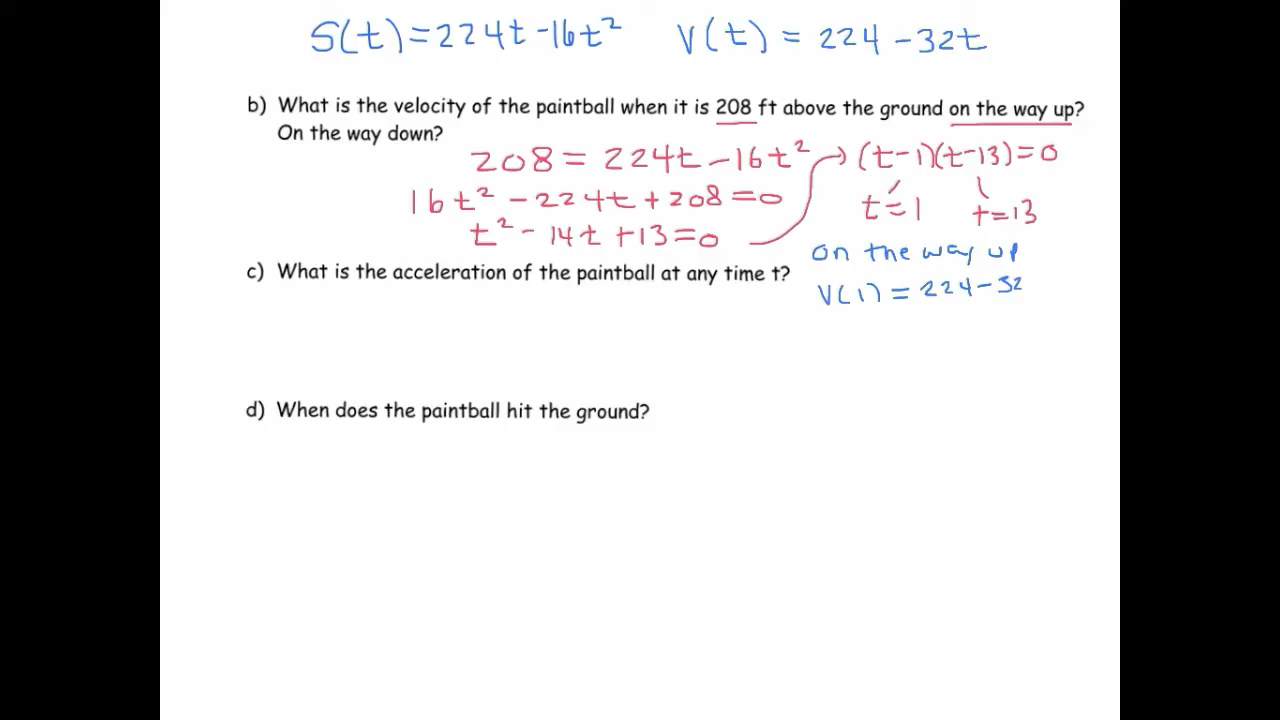 S(t)=224t-16t² V(t) = 224-32t
b) What is the velocity of the paintball when it is 208 ft above the ground on the way up?
On the way down?
208 = 224t-16t²
16t²-224t+208=0
t²-14t+13=0
(t-1)(t-13)=0
t=1 t=13
on the way up
V(1) = 224-32
c) What is the acceleration of the paintball at any time t?
d) When does the paintball hit the ground?